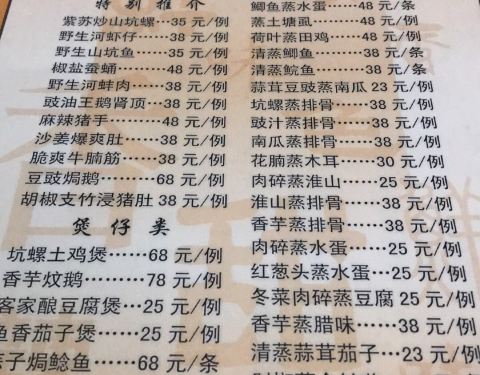 特别推介
紫苏炒山坑螺…35 元/例
野生河虾仔……38 元/例
野生山坑鱼……38 元/例
椒盐蚕蛹………48 元/例
野生河蚌肉……38 元/例
豉油王鹅肾顶…38 元/例
麻辣猪手………48 元/例
沙姜爆爽肚……38 元/例
脆爽牛腩筋……38 元/例
豆豉焗鹅………68 元/例
胡椒支竹浸猪肚38 元/例
煲仔类
坑螺土鸡煲……68 元/例
香芋炆鹅………78 元/例
客家酿豆腐煲…25 元/例
鱼香茄子煲……25 元/例
子焗鲶鱼……68 元/条
鲫鱼蒸水蛋……48 元/条
蒸土塘虱………48 元/例
荷叶蒸田鸡……48 元/例
清蒸鲫鱼………38 元/条
清蒸鲩鱼………38 元/条
蒜茸豆豉蒸南瓜 23 元/例
坑螺蒸排骨……38 元/例
豉汁蒸排骨……38 元/例
南瓜蒸排骨……38 元/例
花腩蒸木耳……30 元/例
肉碎蒸淮山……25 元/例
淮山蒸排骨……38 元/例
香芋蒸排骨……38 元/例
肉碎蒸水蛋……25 元/例
红葱头蒸水蛋…25 元/例
冬菜肉碎蒸豆腐 25 元/例
香芋蒸腊味……38 元/例
清蒸蒜茸茄子…23 元/例